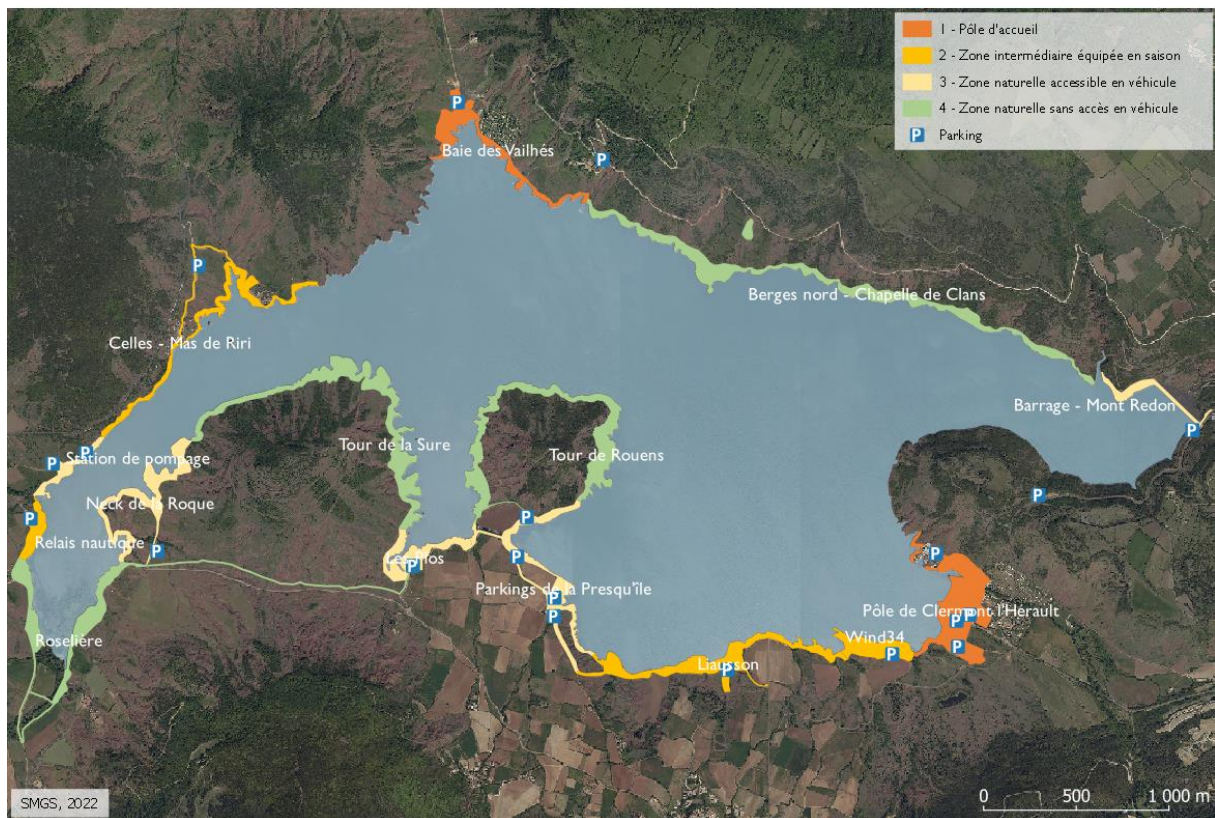 1 - Pôle d'accueil
2 - Zone intermédiaire équipée en saison
3 - Zone naturelle accessible en véhicule
4 - Zone naturelle sans accès en véhicule
P Parking
P
Baie des Vailhés
P
P
Berges nord - Chapelle de Clans
Celles - Mas de Riri
Barrage - Mont Redon
P
Tour de la Sure
Tour de Rouens
P
Station de pompage
P
P
Neck de la Roque
P
P
Relais nautique
P
P
P
P
Parkings de la Presqu'île
P
P
Pôle de Clermont l'Hérault
P
P
Roselière
Wind34
P
P
Liausson
P
SMGS, 2022
0 500 1 000 m